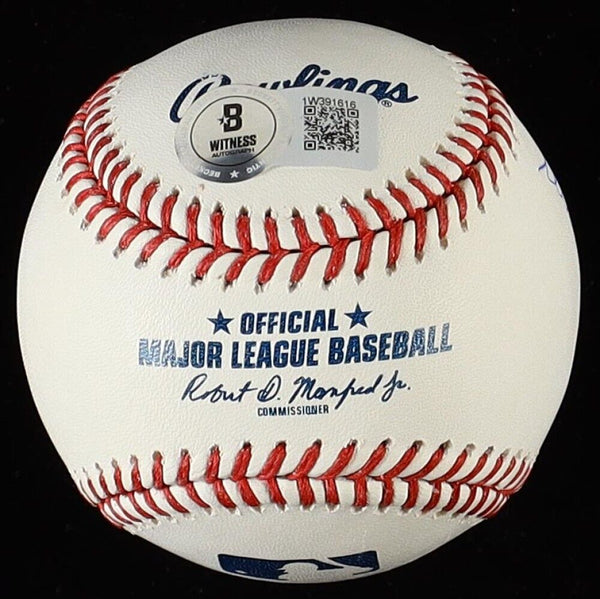 Rawlings®
1W391616
B
WITNESS
AUTOGRAPH
★ OFFICIAL ★
MAJOR LEAGUE BASEBALL
Robert D. Manfred Jr.
COMMISSIONER